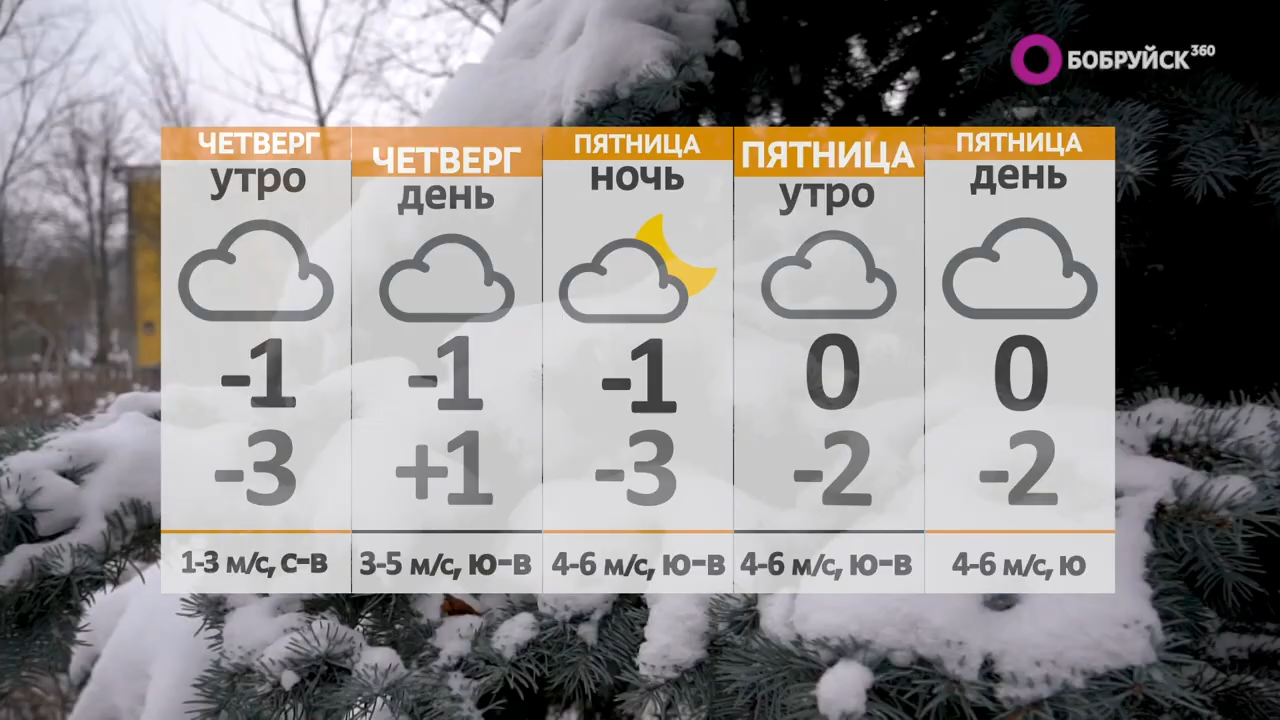 БОБРУЙСК360
ЧЕТВЕРГ
утро
-1
-3
1-3 м/с, с-в
ЧЕТВЕРГ
день
-1
+1
3-5 м/с, ю-в
ПЯТНИЦА
ночь
-1
-3
4-6 м/с, ю-в
ПЯТНИЦА
утро
0
-2
4-6 м/с, ю-в
ПЯТНИЦА
день
0
-2
4-6 м/с, ю